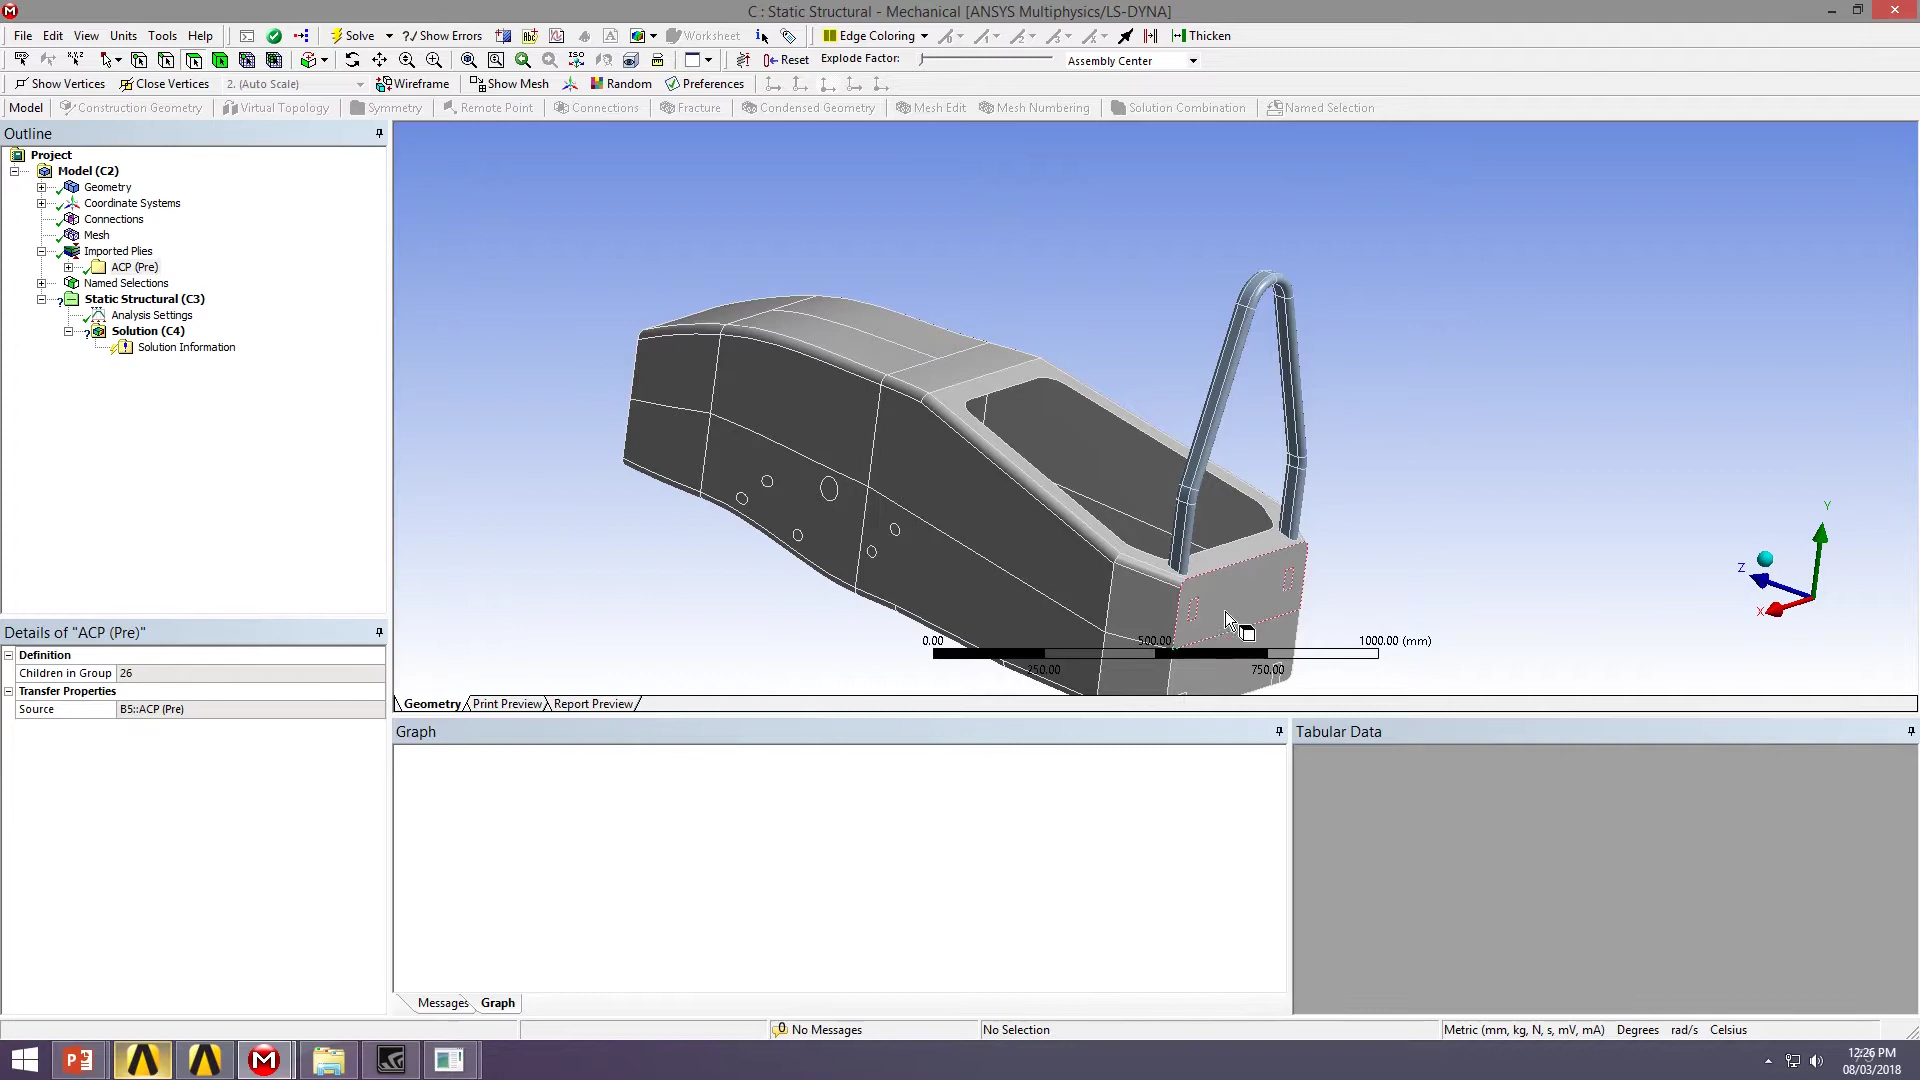 C : Static Structural - Mechanical [ANSYS Multiphysics/LS-DYNA]
File Edit View Units Tools Help Solve ?/ Show Errors Worksheet Edge Coloring Thicken
Reset Explode Factor: Assembly Center
Show Vertices Close Vertices 2. (Auto Scale) Wireframe Show Mesh Random Preferences
Model Construction Geometry Virtual Topology Symmetry Remote Point Connections Fracture Condensed Geometry Mesh Edit Mesh Numbering Solution Combination Named Selection
Outline
Project
Model (C2)
Geometry
Coordinate Systems
Connections
Mesh
Imported Plies
ACP (Pre)
Named Selections
Static Structural (C3)
Analysis Settings
Solution (C4)
Solution Information
Y
Z
X
0.00 500.00 1000.00 (mm)
250.00 750.00
Details of "ACP (Pre)"
Definition
Children in Group 26
Transfer Properties
Source B5::ACP (Pre)
Geometry Print Preview Report Preview
Graph
Tabular Data
Messages Graph
No Messages No Selection Metric (mm, kg, N, s, mV, mA) Degrees rad/s Celsius
12:26 PM
08/03/2018